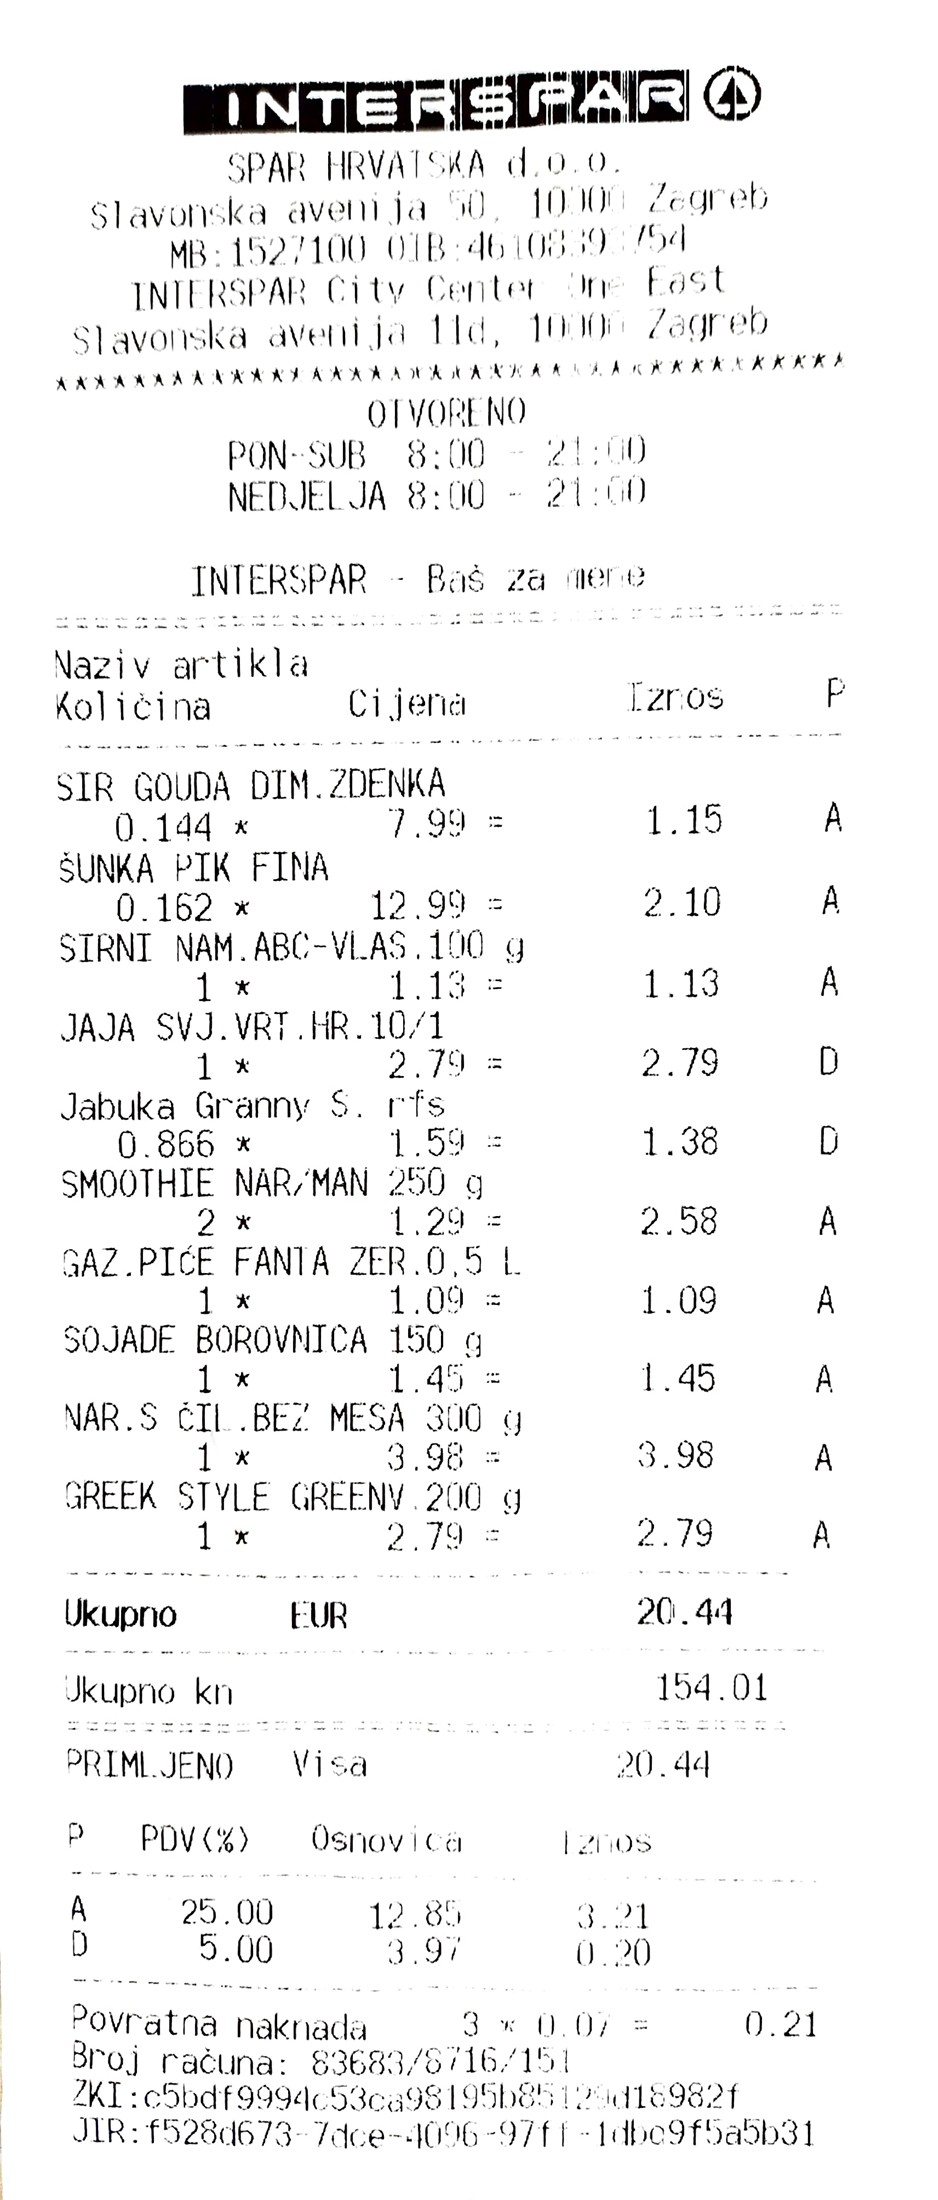 INTERSPAR
SPAR HRVATSKA d.o.o.
Slavonska avenija 50, 10000 Zagreb
MB:1527100 OIB:46108393754
INTERSPAR City Center One East
Slavonska avenija 11d, 10000 Zagreb
***************************************
OTVORENO
PON-SUB 8:00 - 21:00
NEDJELJA 8:00 - 21:00
INTERSPAR - Baš za mene
Naziv artikla
Količina Cijena Iznos P
SIR GOUDA DIM.ZDENKA
0.144 * 7.99 = 1.15 A
ŠUNKA PIK FINA
0.162 * 12.99 = 2.10 A
SIRNI NAM.ABC-VLAS.100 g
1 * 1.13 = 1.13 A
JAJA SVJ.VRT.HR.10/1
1 * 2.79 = 2.79 D
Jabuka Granny S. rfs
0.866 * 1.59 = 1.38 D
SMOOTHIE NAR/MAN 250 g
2 * 1.29 = 2.58 A
GAZ.PIĆE FANTA ZER.0,5 L
1 * 1.09 = 1.09 A
SOJADE BOROVNICA 150 g
1 * 1.45 = 1.45 A
NAR.S ČIL.BEZ MESA 300 g
1 * 3.98 = 3.98 A
GREEK STYLE GREENV.200 g
1 * 2.79 = 2.79 A
Ukupno EUR 20.44
Ukupno kn 154.01
PRIMLJENO Visa 20.44
P PDV(%) Osnovica Iznos
A 25.00 12.85 3.21
D 5.00 3.97 0.20
Povratna naknada 3 * 0.07 = 0.21
Broj računa: 83683/8716/151
ZKI:c5bdf9994c53ca98195b85129d18982f
JIR:f528d673-7dce-4096-97ff-1dbc9f5a5b31